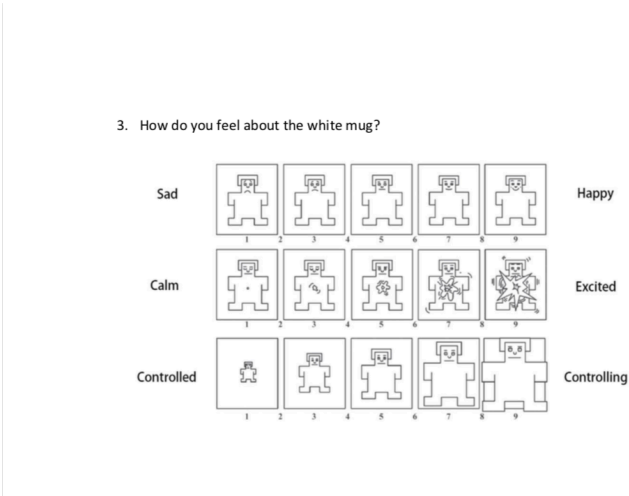 3. How do you feel about the white mug?
Sad
Happy
1 2 3 4 5 6 7 8 9
Calm
Excited
1 2 3 4 5 6 7 8 9
Controlled
Controlling
1 2 3 4 5 6 7 8 9